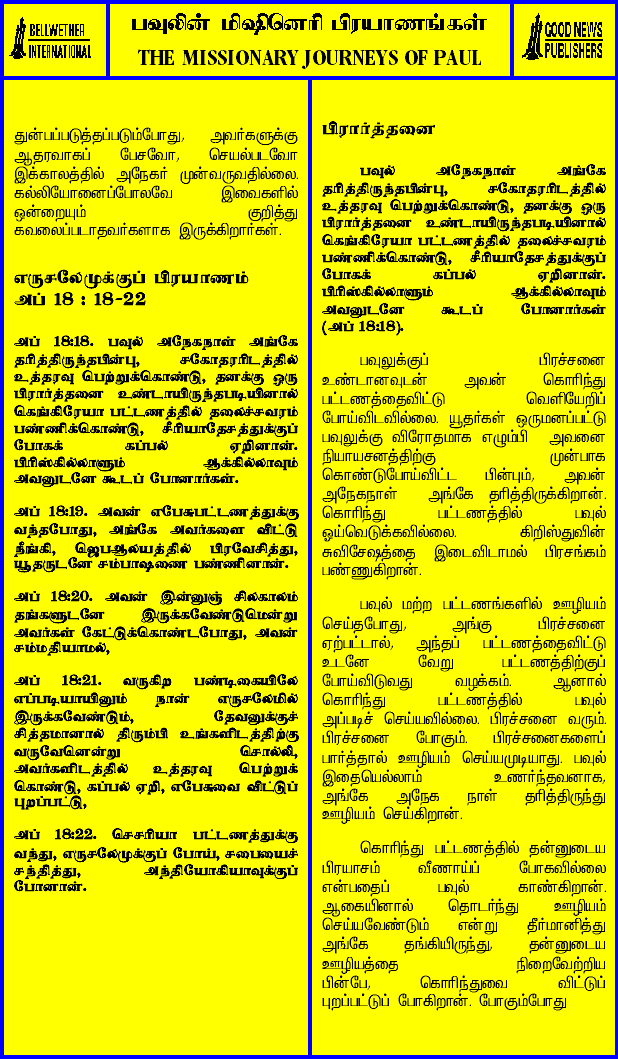 BELLWETHER
INTERNATIONAL
பவுலின் மிஷினெரி பிரயாணங்கள்
THE MISSIONARY JOURNEYS OF PAUL
GOOD NEWS
PUBLISHERS
துன்பப்படுத்தப்படும்போது, அவர்களுக்கு
ஆதரவாகப் பேசவோ, செயல்படவோ
இக்காலத்தில் அநேகர் முன்வருவதில்லை.
கல்லியோனைப்போலவே இவைகளில்
ஒன்றையும் குறித்து
கவலைப்படாதவர்களாக இருக்கிறார்கள்.
எருசலேமுக்குப் பிரயாணம்
அப் 18 : 18-22
அப் 18:18. பவுல் அநேகநாள் அங்கே
தரித்திருந்தபின்பு, சகோதரரிடத்தில்
உத்தரவு பெற்றுக்கொண்டு, தனக்கு ஒரு
பிரார்த்தனை உண்டாயிருந்தபடியினால்
கெங்கிரேயா பட்டணத்தில் தலைச்சவரம்
பண்ணிக்கொண்டு, சீரியாதேசத்துக்குப்
போகக் கப்பல் ஏறினான்.
பிரிஸ்கில்லாளும் ஆக்கில்லாவும்
அவனுடனே கூடப் போனார்கள்.
அப் 18:19. அவன் எபேசுபட்டணத்துக்கு
வந்தபோது, அங்கே அவர்களை விட்டு
நீங்கி, ஜெபஆலயத்தில் பிரவேசித்து,
யூதருடனே சம்பாஷணை பண்ணினான்.
அப் 18:20. அவன் இன்னுஞ் சிலகாலம்
தங்களுடனே இருக்கவேண்டுமென்று
அவர்கள் கேட்டுக்கொண்டபோது, அவன்
சம்மதியாமல்,
அப் 18:21. வருகிற பண்டிகையிலே
எப்படியாயினும் நான் எருசலேமில்
இருக்கவேண்டும், தேவனுக்குச்
சித்தமானால் திரும்பி உங்களிடத்திற்கு
வருவேனென்று சொல்லி,
அவர்களிடத்தில் உத்தரவு பெற்றுக்
கொண்டு, கப்பல் ஏறி, எபேசுவை விட்டுப்
புறப்பட்டு,
அப் 18:22. செசரியா பட்டணத்துக்கு
வந்து, எருசலேமுக்குப் போய், சபையைச்
சந்தித்து, அந்தியோகியாவுக்குப்
போனான்.
பிரார்த்தனை
பவுல் அநேகநாள் அங்கே
தரித்திருந்தபின்பு, சகோதரரிடத்தில்
உத்தரவு பெற்றுக்கொண்டு, தனக்கு ஒரு
பிரார்த்தனை உண்டாயிருந்தபடியினால்
கெங்கிரேயா பட்டணத்தில் தலைச்சவரம்
பண்ணிக்கொண்டு, சீரியாதேசத்துக்குப்
போகக் கப்பல் ஏறினான்.
பிரிஸ்கில்லாளும் ஆக்கில்லாவும்
அவனுடனே கூடப் போனார்கள்
(அப் 18:18).
பவுலுக்குப் பிரச்சனை
உண்டானவுடன் அவன் கொரிந்து
பட்டணத்தைவிட்டு வெளியேறிப்
போய்விடவில்லை. யூதர்கள் ஒருமனப்பட்டு
பவுலுக்கு விரோதமாக எழும்பி அவனை
நியாயசனத்திற்கு முன்பாக
கொண்டுபோய்விட்ட பின்பும், அவன்
அநேகநாள் அங்கே தரித்திருக்கிறான்.
கொரிந்து பட்டணத்தில் பவுல்
ஓய்வெடுக்கவில்லை. கிறிஸ்துவின்
சுவிசேஷத்தை இடைவிடாமல் பிரசங்கம்
பண்ணுகிறான்.
பவுல் மற்ற பட்டணங்களில் ஊழியம்
செய்தபோது, அங்கு பிரச்சனை
ஏற்பட்டால், அந்தப் பட்டணத்தைவிட்டு
உடனே வேறு பட்டணத்திற்குப்
போய்விடுவது வழக்கம். ஆனால்
கொரிந்து பட்டணத்தில் பவுல்
அப்படிச் செய்யவில்லை. பிரச்சனை வரும்.
பிரச்சனை போகும். பிரச்சனைகளைப்
பார்த்தால் ஊழியம் செய்யமுடியாது. பவுல்
இதையெல்லாம் உணர்ந்தவனாக,
அங்கே அநேக நாள் தரித்திருந்து
ஊழியம் செய்கிறான்.
கொரிந்து பட்டணத்தில் தன்னுடைய
பிரயாசம் வீணாய்ப் போகவில்லை
என்பதைப் பவுல் காண்கிறான்.
ஆகையினால் தொடர்ந்து ஊழியம்
செய்யவேண்டும் என்று தீர்மானித்து
அங்கே தங்கியிருந்து, தன்னுடைய
ஊழியத்தை நிறைவேற்றிய
பின்பே, கொரிந்துவை விட்டுப்
புறப்பட்டுப் போகிறான். போகும்போது